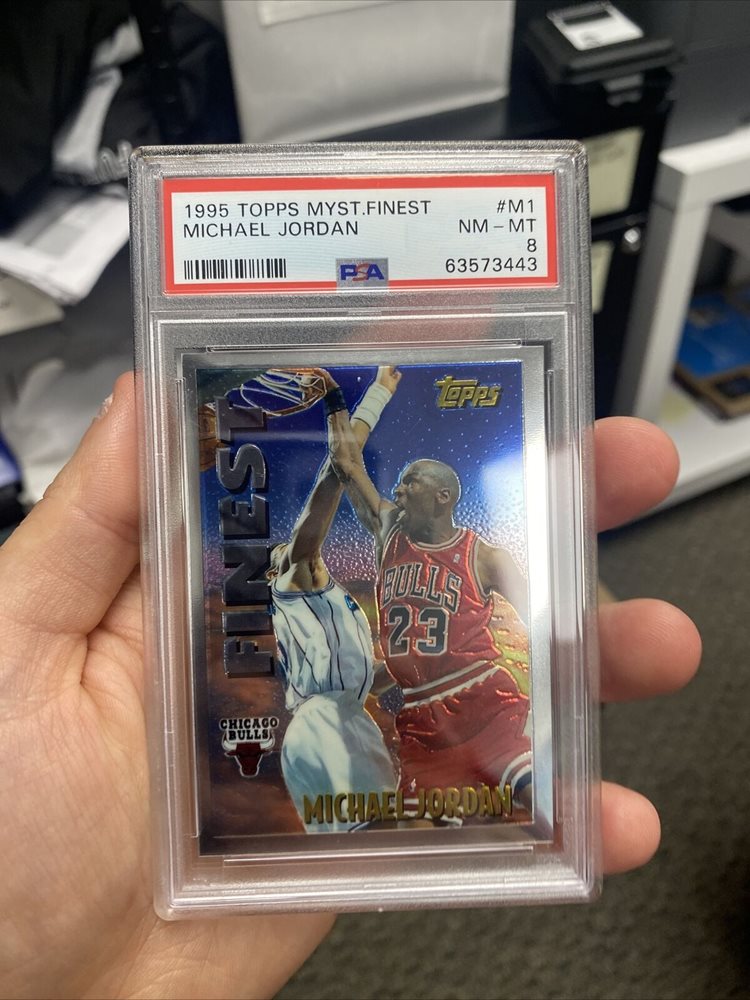 1995 TOPPS MYST.FINEST #M1
MICHAEL JORDAN NM – MT
8
PSA 63573443
Topps
FINEST
BULLS
23
CHICAGO
BULLS
MICHAEL JORDAN